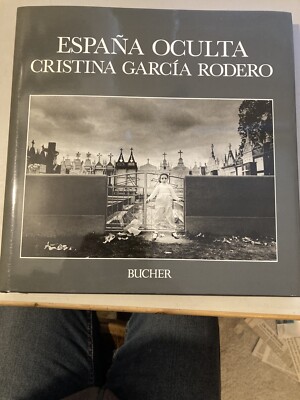 ESPAÑA OCULTA
CRISTINA GARCÍA RODERO
BUCHER